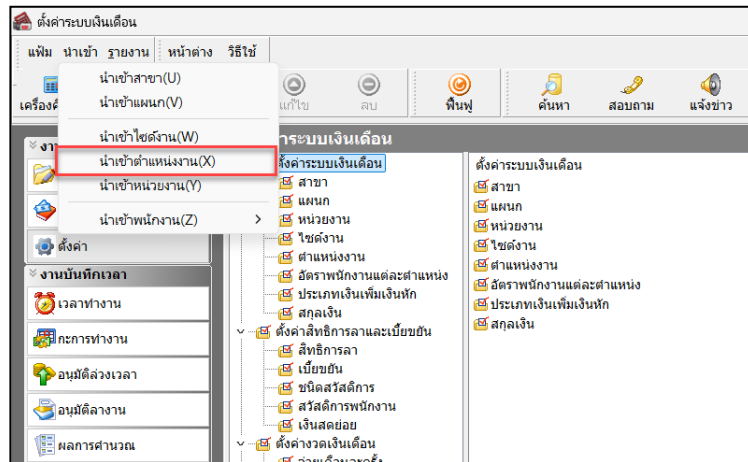 ตั้งค่าระบบเงินเดือน
แฟ้ม นำเข้า รายงาน หน้าต่าง วิธีใช้
แก้ไข ลบ ฟื้นฟู ค้นหา สอบถาม แจ้งข่าว
นำเข้าสาขา(U)
นำเข้าแผนก(V)
นำเข้าไซด์งาน(W)
นำเข้าตำแหน่งงาน(X)
นำเข้าหน่วยงาน(Y)
นำเข้าพนักงาน(Z)
ตั้งค่า
งานบันทึกเวลา
เวลาทำงาน
กะการทำงาน
อนุมัติล่วงเวลา
อนุมัติลางาน
ผลการคำนวณ
ตั้งค่าระบบเงินเดือน
สาขา
แผนก
หน่วยงาน
ไซด์งาน
ตำแหน่งงาน
อัตราพนักงานแต่ละตำแหน่ง
ประเภทเงินเพิ่มเงินหัก
สกุลเงิน
ตั้งค่าสิทธิการลาและเบี้ยขยัน
สิทธิการลา
เบี้ยขยัน
ชนิดสวัสดิการ
สวัสดิการพนักงาน
เงินสดย่อย
ตั้งค่างวดเงินเดือน
ตั้งค่าระบบเงินเดือน
สาขา
แผนก
หน่วยงาน
ไซด์งาน
ตำแหน่งงาน
อัตราพนักงานแต่ละตำแหน่ง
ประเภทเงินเพิ่มเงินหัก
สกุลเงิน